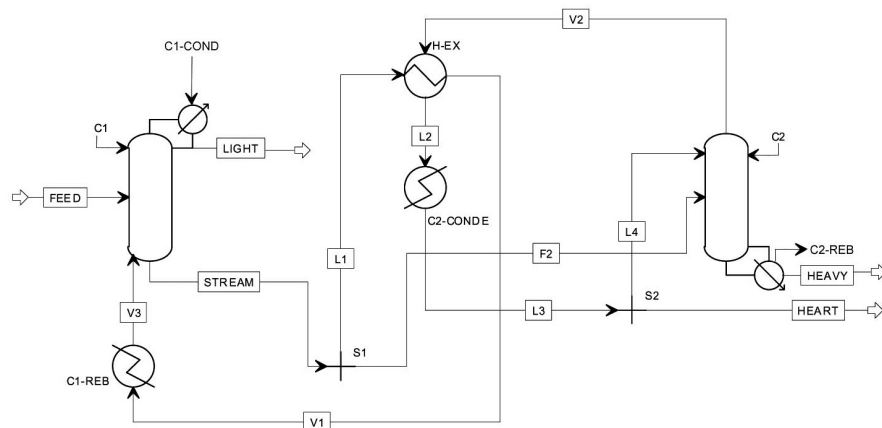 V2
C1-COND
H-EX
C1
LIGHT
L2
C2
FEED
C2-CONDE
L4
L1
F2
C2-REB
HEAVY
STREAM
V3
L3
S2
HEART
S1
C1-REB
V1